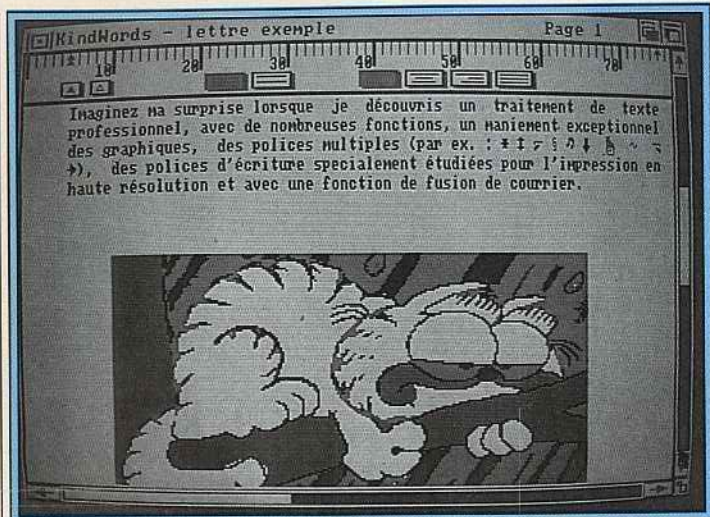 KindWords - lettre exemple Page 1
10 20 30 40 50 60 70
Imaginez ma surprise lorsque je découvris un traitement de texte
professionnel, avec de nombreuses fonctions, un maniement exceptionnel
des graphiques, des polices multiples (par ex. :
), des polices d'écriture specialement étudiées pour l'impression en
haute résolution et avec une fonction de fusion de courrier.